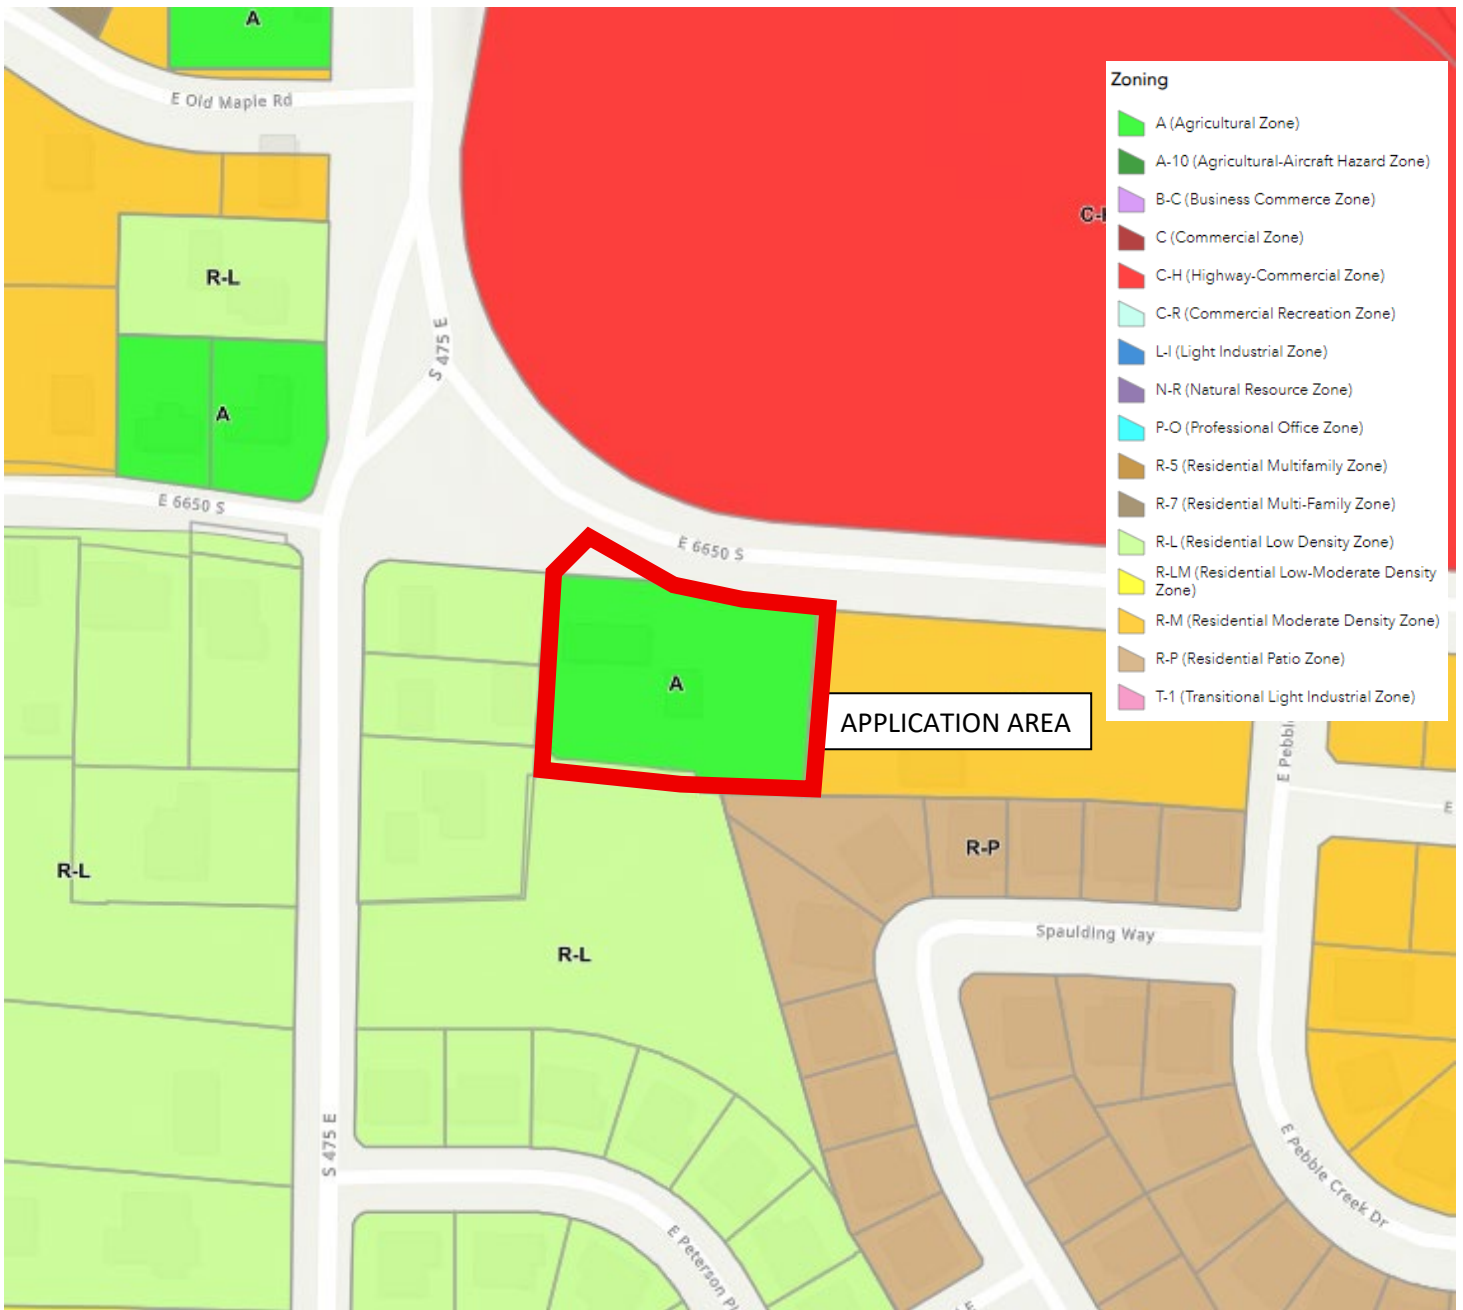 A
E Old Maple Rd
Zoning
A (Agricultural Zone)
A-10 (Agricultural-Aircraft Hazard Zone)
B-C (Business Commerce Zone)
C (Commercial Zone)
C-H (Highway-Commercial Zone)
C-R (Commercial Recreation Zone)
L-I (Light Industrial Zone)
N-R (Natural Resource Zone)
P-O (Professional Office Zone)
R-5 (Residential Multifamily Zone)
R-7 (Residential Multi-Family Zone)
R-L (Residential Low Density Zone)
R-LM (Residential Low-Moderate Density
Zone)
R-M (Residential Moderate Density Zone)
R-P (Residential Patio Zone)
T-1 (Transitional Light Industrial Zone)
R-L
S 475 E
A
E 6650 S
E 6650 S
A
APPLICATION AREA
E Pebbl
E
R-P
R-L
Spaulding Way
R-L
S 475 E
E Pebble Creek Dr
E Peterson Pl